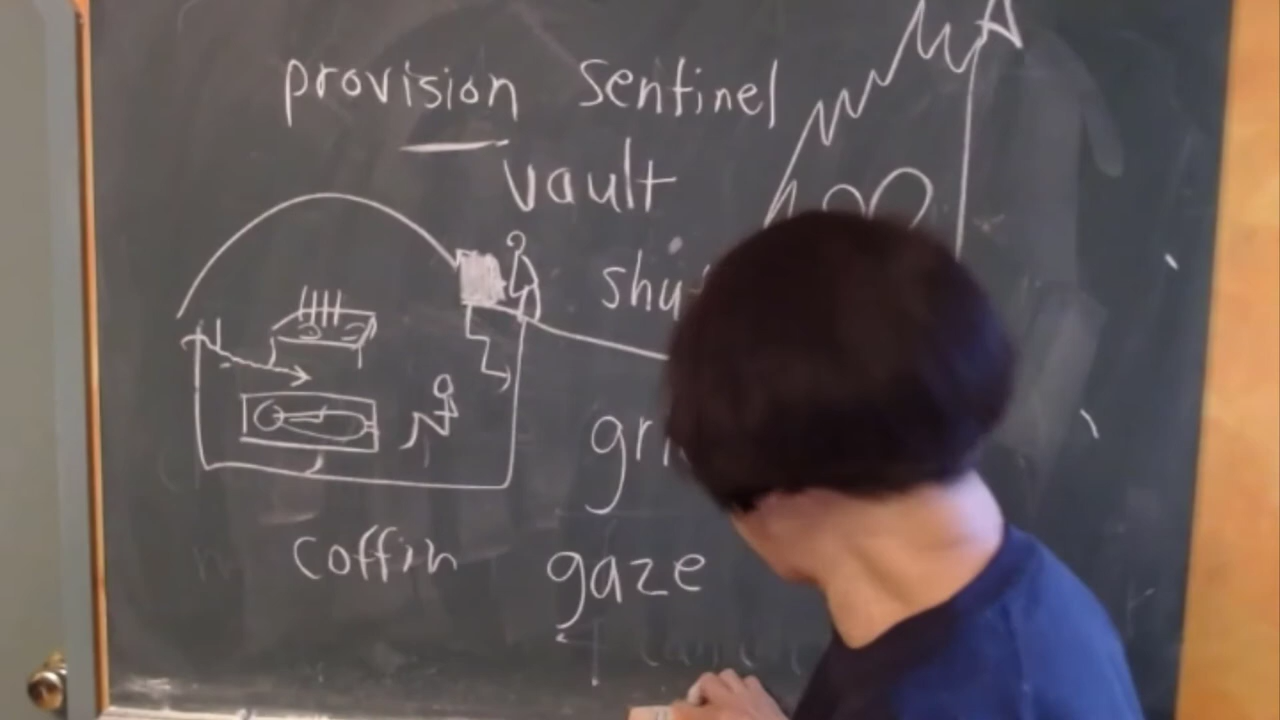 provision sentinel
vault
coffin gaze